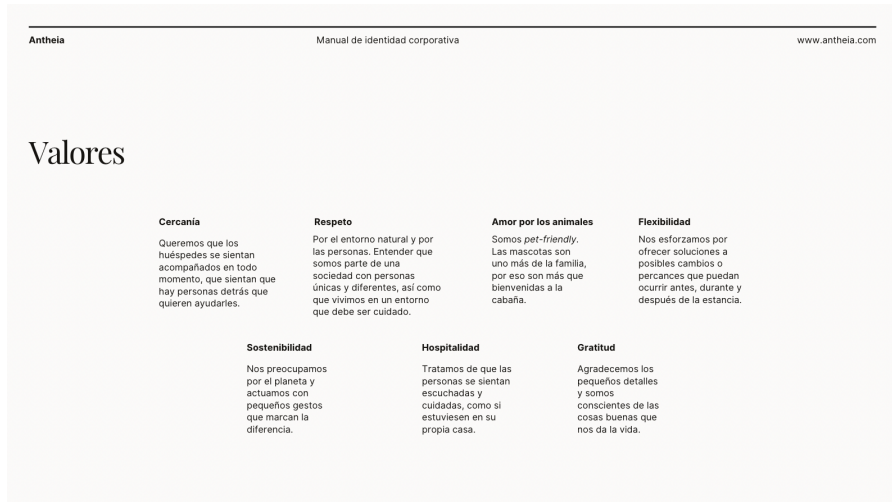 Antheia
Manual de identidad corporativa
www.antheia.com
Valores
Cercanía
Queremos que los
huéspedes se sientan
acompañados en todo
momento, que sientan que
hay personas detrás que
quieren ayudarles.
Respeto
Por el entorno natural y por
las personas. Entender que
somos parte de una
sociedad con personas
únicas y diferentes, así como
que vivimos en un entorno
que debe ser cuidado.
Amor por los animales
Somos pet-friendly.
Las mascotas son
uno más de la familia,
por eso son más que
bienvenidas a la
cabaña.
Flexibilidad
Nos esforzamos por
ofrecer soluciones a
posibles cambios o
percances que puedan
ocurrir antes, durante y
después de la estancia.
Sostenibilidad
Nos preocupamos
por el planeta y
actuamos con
pequeños gestos
que marcan la
diferencia.
Hospitalidad
Tratamos de que las
personas se sientan
escuchadas y
cuidadas, como si
estuviesen en su
propia casa.
Gratitud
Agradecemos los
pequeños detalles
y somos
conscientes de las
cosas buenas que
nos da la vida.